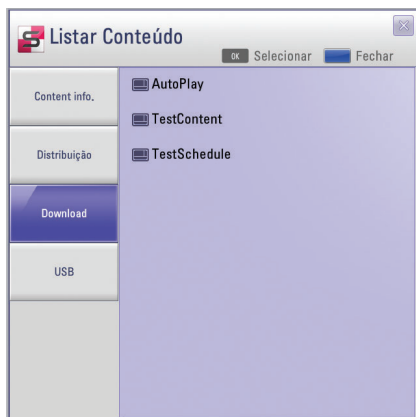 Listar Conteúdo
OK Selecionar Fechar
Content info.
Distribuição
Download
USB
AutoPlay
TestContent
TestSchedule